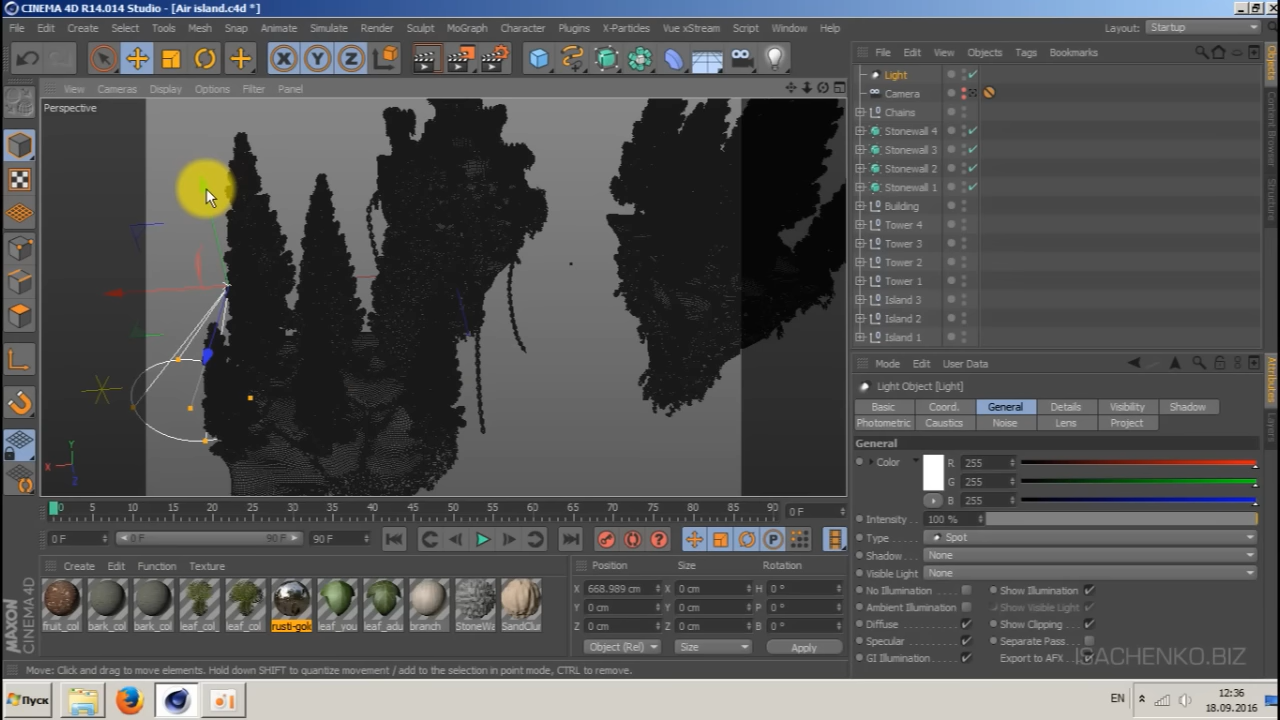 CINEMA 4D R14.014 Studio - [Air island.c4d *]
File Edit Create Select Tools Mesh Snap Animate Simulate Render Sculpt MoGraph Character Plugins X-Particles Vue xStream Script Window Help
Layout: Startup
X Y Z
File Edit View Objects Tags Bookmarks
View Cameras Display Options Filter Panel
Perspective
Light
Camera
Chains
Stonewall 4
Stonewall 3
Stonewall 2
Stonewall 1
Building
Tower 4
Tower 3
Tower 2
Tower 1
Island 3
Island 2
Island 1
Objects
Content Browser
Structure
Mode Edit User Data
Light Object [Light]
Basic Coord. General Details Visibility Shadow
Photometric Caustics Noise Lens Project
General
Color R 255
G 255
B 255
Intensity 100 %
Type Spot
Shadow None
Visible Light None
No Illumination Show Illumination
Ambient Illumination Show Visible Light
Diffuse Show Clipping
Specular Separate Pass
GI Illumination Export to AFX
Attributes
Layers
Y
X
Z
0 5 10 15 20 25 30 35 40 45 50 55 60 65 70 75 80 85 90 0 F
0 F 0 F 90 F 90 F
P
Create Edit Function Texture
fruit_col bark_col bark_col leaf_col leaf_col rusti-gold leaf_you leaf_adu branch StoneWa SandClu
Position Size Rotation
X 668.989 cm X 0 cm H 0 °
Y 0 cm Y 0 cm P 0 °
Z 0 cm Z 0 cm B 0 °
Object (Rel) Size Apply
MAXON
CINEMA 4D
Move: Click and drag to move elements. Hold down SHIFT to quantize movement / add to the selection in point mode, CTRL to remove.
ISACHENKO.BIZ
Пуск
EN
12:36
18.09.2016